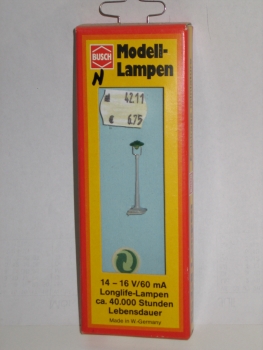 BUSCH
Modell-
Lampen
N
42.11
6.75
14 – 16 V/60 mA
Longlife-Lampen
ca. 40.000 Stunden
Lebensdauer
Made in W-Germany